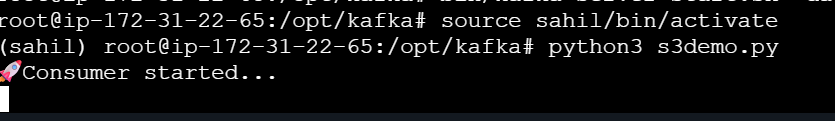 root@ip-172-31-22-65:/opt/kafka# source sahil/bin/activate
(sahil) root@ip-172-31-22-65:/opt/kafka# python3 s3demo.py
🚀Consumer started...